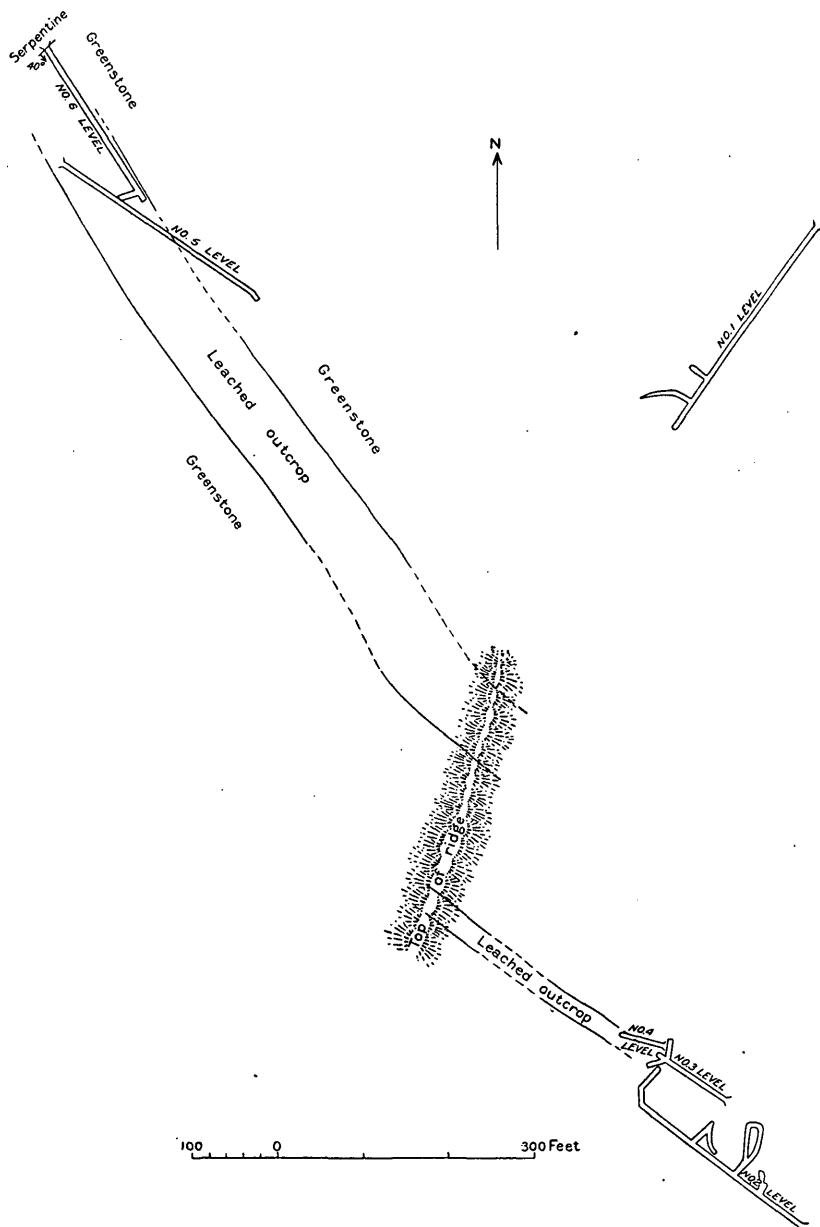 Serpentine
40°
Greenstone
NO. 6 LEVEL
N
NO. 5 LEVEL
NO. 1 LEVEL
Leached outcrop
Greenstone
Greenstone
Top of ridge
Leached outcrop
NO. 4
LEVEL
NO. 3 LEVEL
NO. 2 LEVEL
100 0 300 Feet